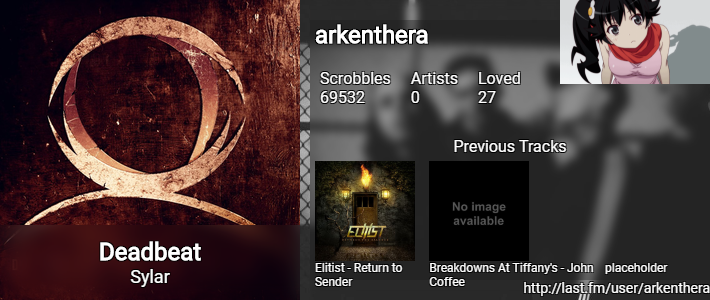 arkenthera
Scrobbles Artists Loved
69532 0 27
Previous Tracks
ELITIST
No image
available
Deadbeat
Sylar
Elitist - Return to
Sender
Breakdowns At Tiffany's - John
Coffee
placeholder
http://last.fm/user/arkenthera